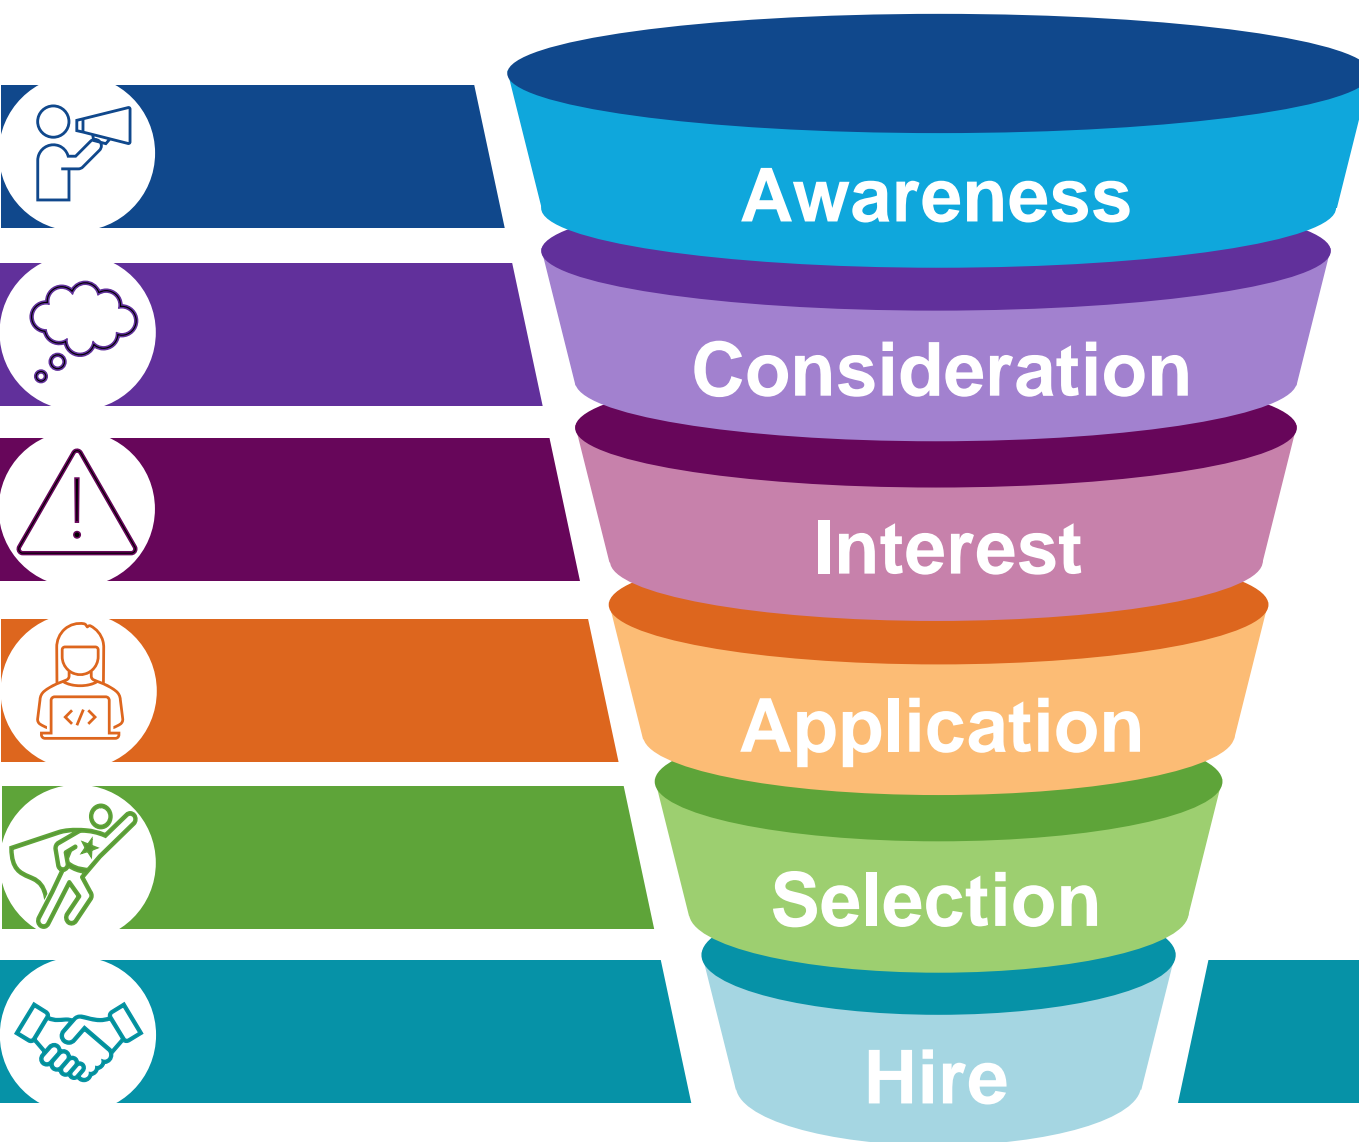 Awareness
Consideration
Interest
Application
</>
Selection
Hire